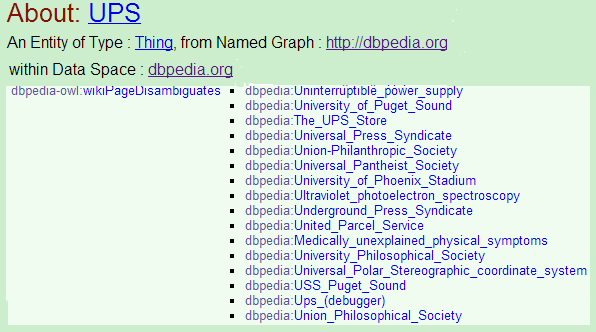 About: UPS
An Entity of Type : Thing, from Named Graph : http://dbpedia.org
within Data Space : dbpedia.org
dbpedia-owl:wikiPageDisambiguates ▪ dbpedia:Uninterruptible_power_supply
▪ dbpedia:University_of_Puget_Sound
▪ dbpedia:The_UPS_Store
▪ dbpedia:Universal_Press_Syndicate
▪ dbpedia:Union-Philanthropic_Society
▪ dbpedia:Universal_Pantheist_Society
▪ dbpedia:University_of_Phoenix_Stadium
▪ dbpedia:Ultraviolet_photoelectron_spectroscopy
▪ dbpedia:Underground_Press_Syndicate
▪ dbpedia:United_Parcel_Service
▪ dbpedia:Medically_unexplained_physical_symptoms
▪ dbpedia:University_Philosophical_Society
▪ dbpedia:Universal_Polar_Stereographic_coordinate_system
▪ dbpedia:USS_Puget_Sound
▪ dbpedia:Ups_(debugger)
▪ dbpedia:Union_Philosophical_Society